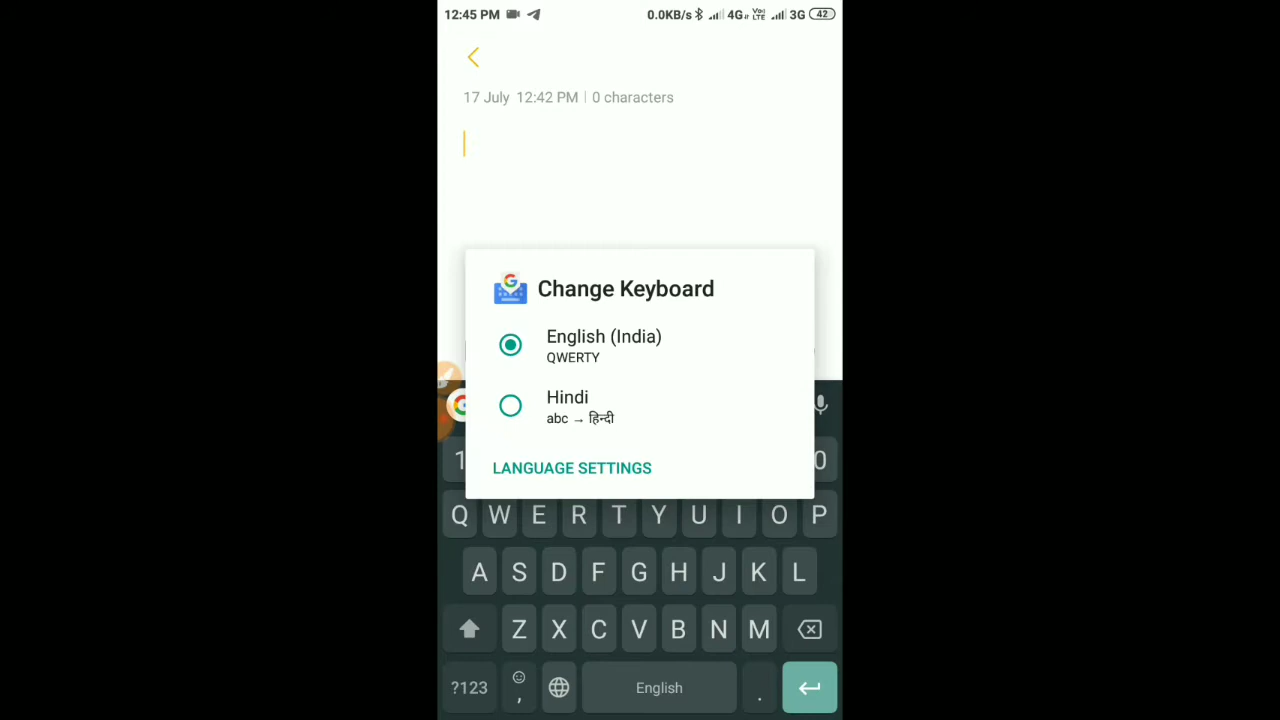 12:45 PM 0.0KB/s 4G VoLTE 3G 42
17 July 12:42 PM | 0 characters
Change Keyboard
English (India)
QWERTY
Hindi
abc → हिन्दी
LANGUAGE SETTINGS
1 0
Q W E R T Y U I O P
A S D F G H J K L
Z X C V B N M
?123 , English .